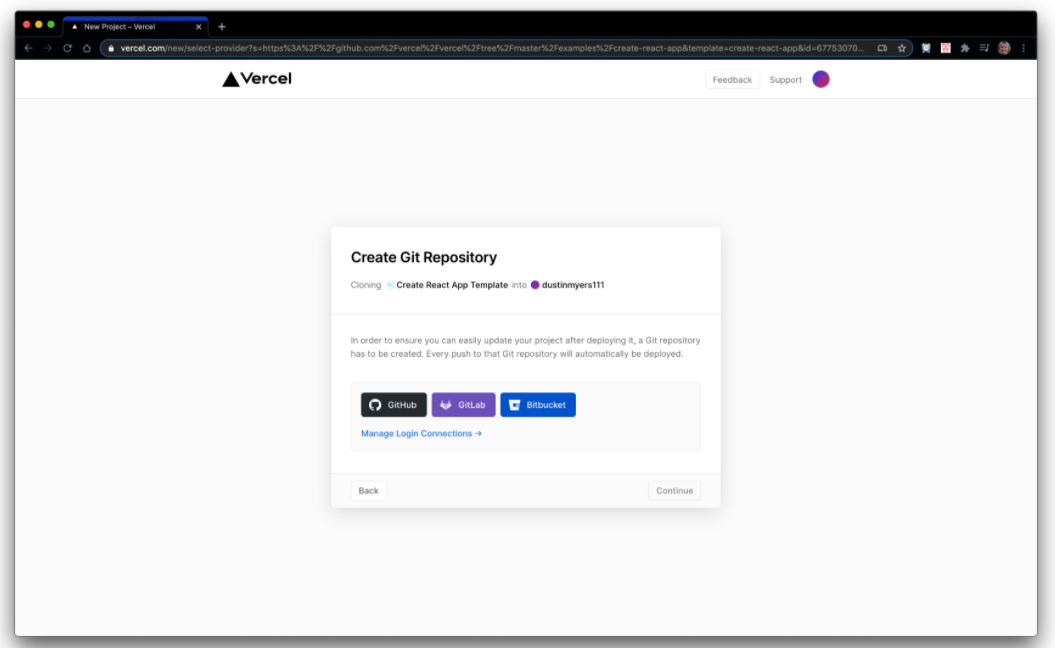 New Project – Vercel
vercel.com/new/select-provider?s=https%3A%2F%2Fgithub.com%2Fvercel%2Fvercel%2Ftree%2Fmaster%2Fexamples%2Fcreate-react-app&template=create-react-app&id=67753070...
Vercel
Feedback
Support
Create Git Repository
Cloning Create React App Template into dustinmyers111
In order to ensure you can easily update your project after deploying it, a Git repository
has to be created. Every push to that Git repository will automatically be deployed.
GitHub
GitLab
Bitbucket
Manage Login Connections →
Back
Continue